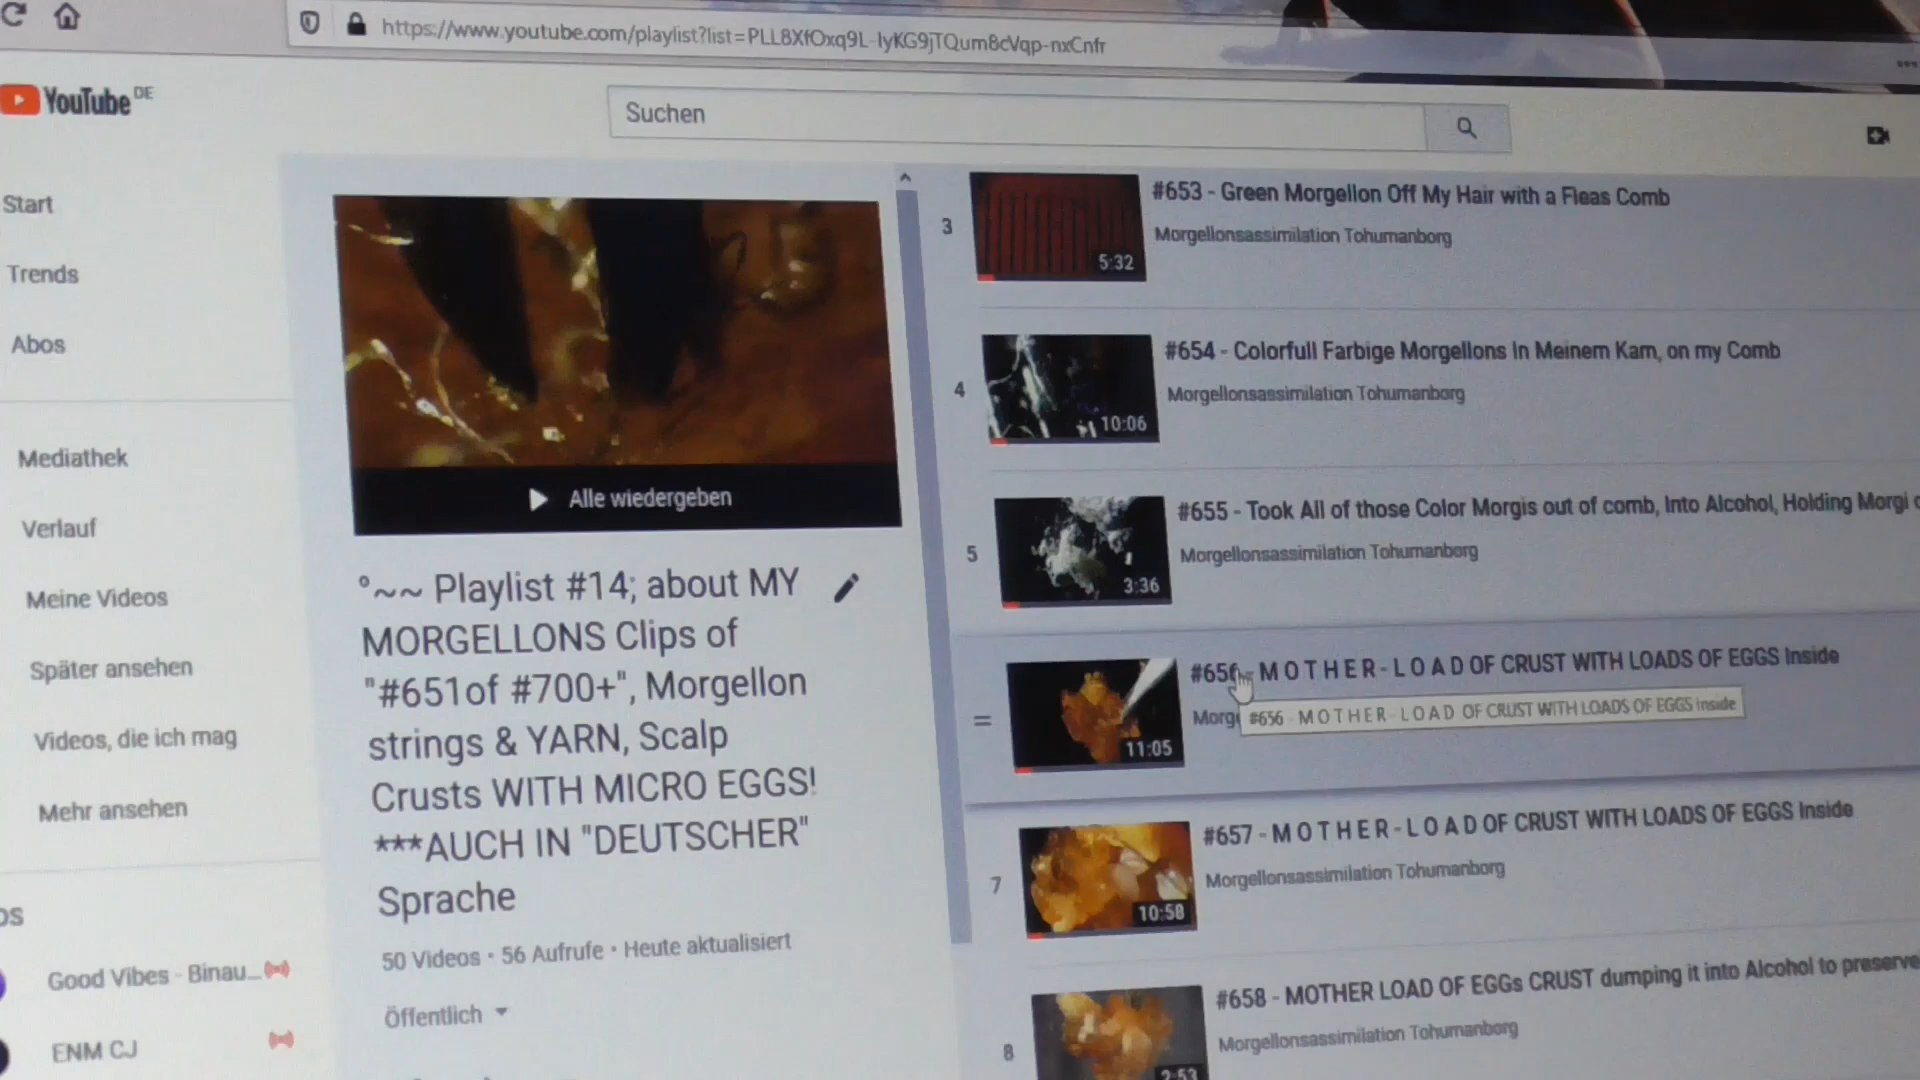 https://www.youtube.com/playlist?list=PLL8XfOxq9L-IyKG9jTQum8cVqp-nxCnfr
YouTube DE
Suchen
Start
Trends
Abos
Mediathek
Verlauf
Meine Videos
Später ansehen
Videos, die ich mag
Mehr ansehen
Good Vibes - Binau...
ENM CJ
Alle wiedergeben
°~~ Playlist #14; about MY
MORGELLONS Clips of
"#651of #700+", Morgellon
strings & YARN, Scalp
Crusts WITH MICRO EGGS!
***AUCH IN "DEUTSCHER"
Sprache
50 Videos • 56 Aufrufe • Heute aktualisiert
Öffentlich
3
5:32
#653 - Green Morgellon Off My Hair with a Fleas Comb
Morgellonsassimilation Tohumanborg
4
10:06
#654 - Colorfull Farbige Morgellons In Meinem Kam, on my Comb
Morgellonsassimilation Tohumanborg
5
3:36
#655 - Took All of those Color Morgis out of comb, Into Alcohol, Holding Morgi
Morgellonsassimilation Tohumanborg
=
11:05
#656 - M O T H E R - L O A D OF CRUST WITH LOADS OF EGGS Inside
Morg
#656 - M O T H E R - L O A D OF CRUST WITH LOADS OF EGGS Inside
7
10:58
#657 - M O T H E R - L O A D OF CRUST WITH LOADS OF EGGS Inside
Morgellonsassimilation Tohumanborg
8
2:53
#658 - MOTHER LOAD OF EGGs CRUST dumping it into Alcohol to preserve
Morgellonsassimilation Tohumanborg